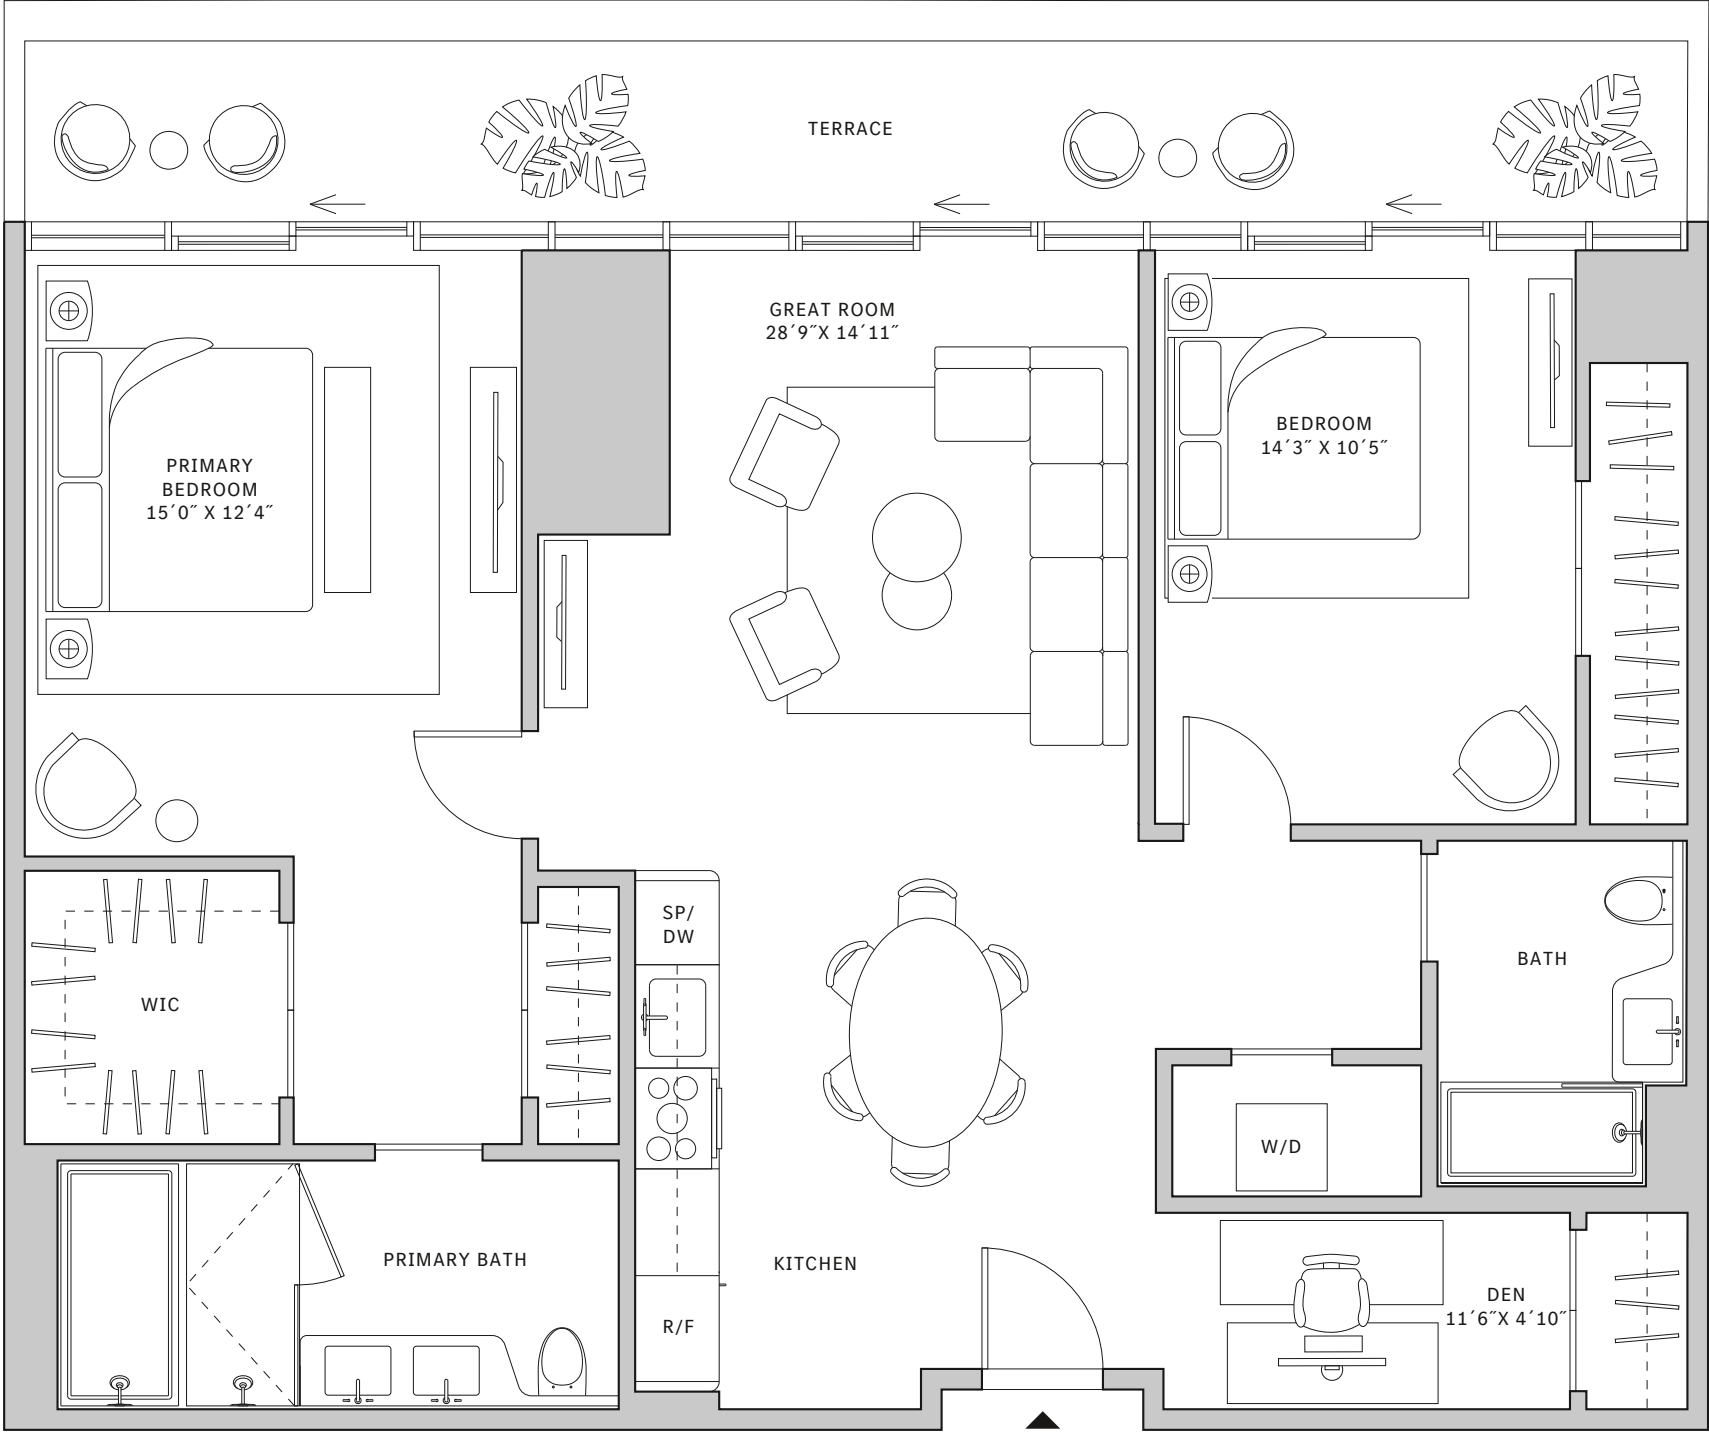 TERRACE
GREAT ROOM
28´9˝X 14´11˝
BEDROOM
14´3˝ X 10´5˝
PRIMARY
BEDROOM
15´0˝ X 12´4˝
SP/
DW
BATH
WIC
W/D
PRIMARY BATH
KITCHEN
R/F
DEN
11´6˝X 4´10˝